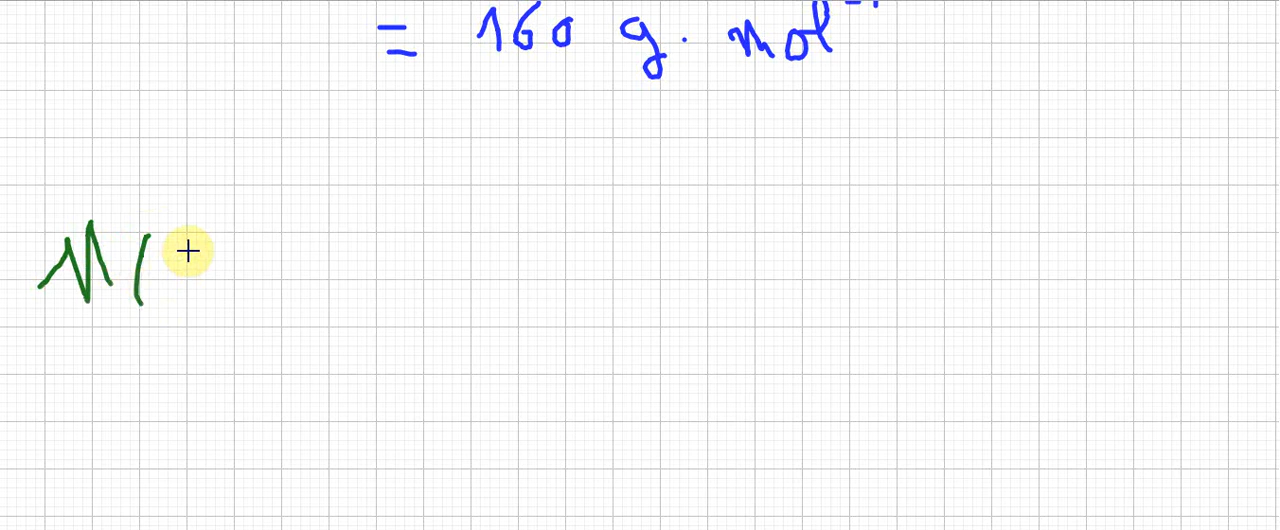 = 160 g. mol⁻¹
M(